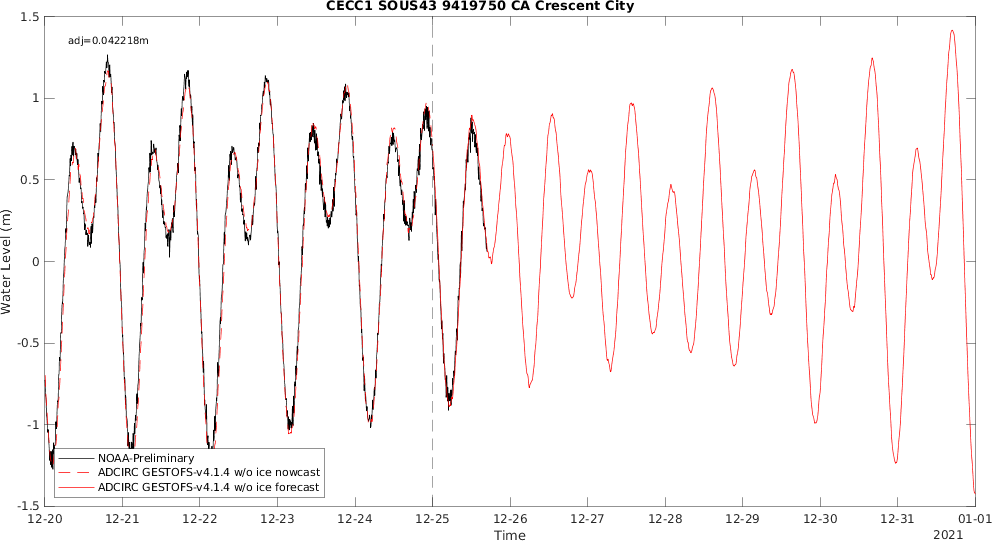 CECC1 SOUS43 9419750 CA Crescent City
adj=0.042218m
1.5
1
0.5
0
-0.5
-1
-1.5
Water Level (m)
NOAA-Preliminary
ADCIRC GESTOFS-v4.1.4 w/o ice nowcast
ADCIRC GESTOFS-v4.1.4 w/o ice forecast
12-20 12-21 12-22 12-23 12-24 12-25 12-26 12-27 12-28 12-29 12-30 12-31 01-01
Time
2021